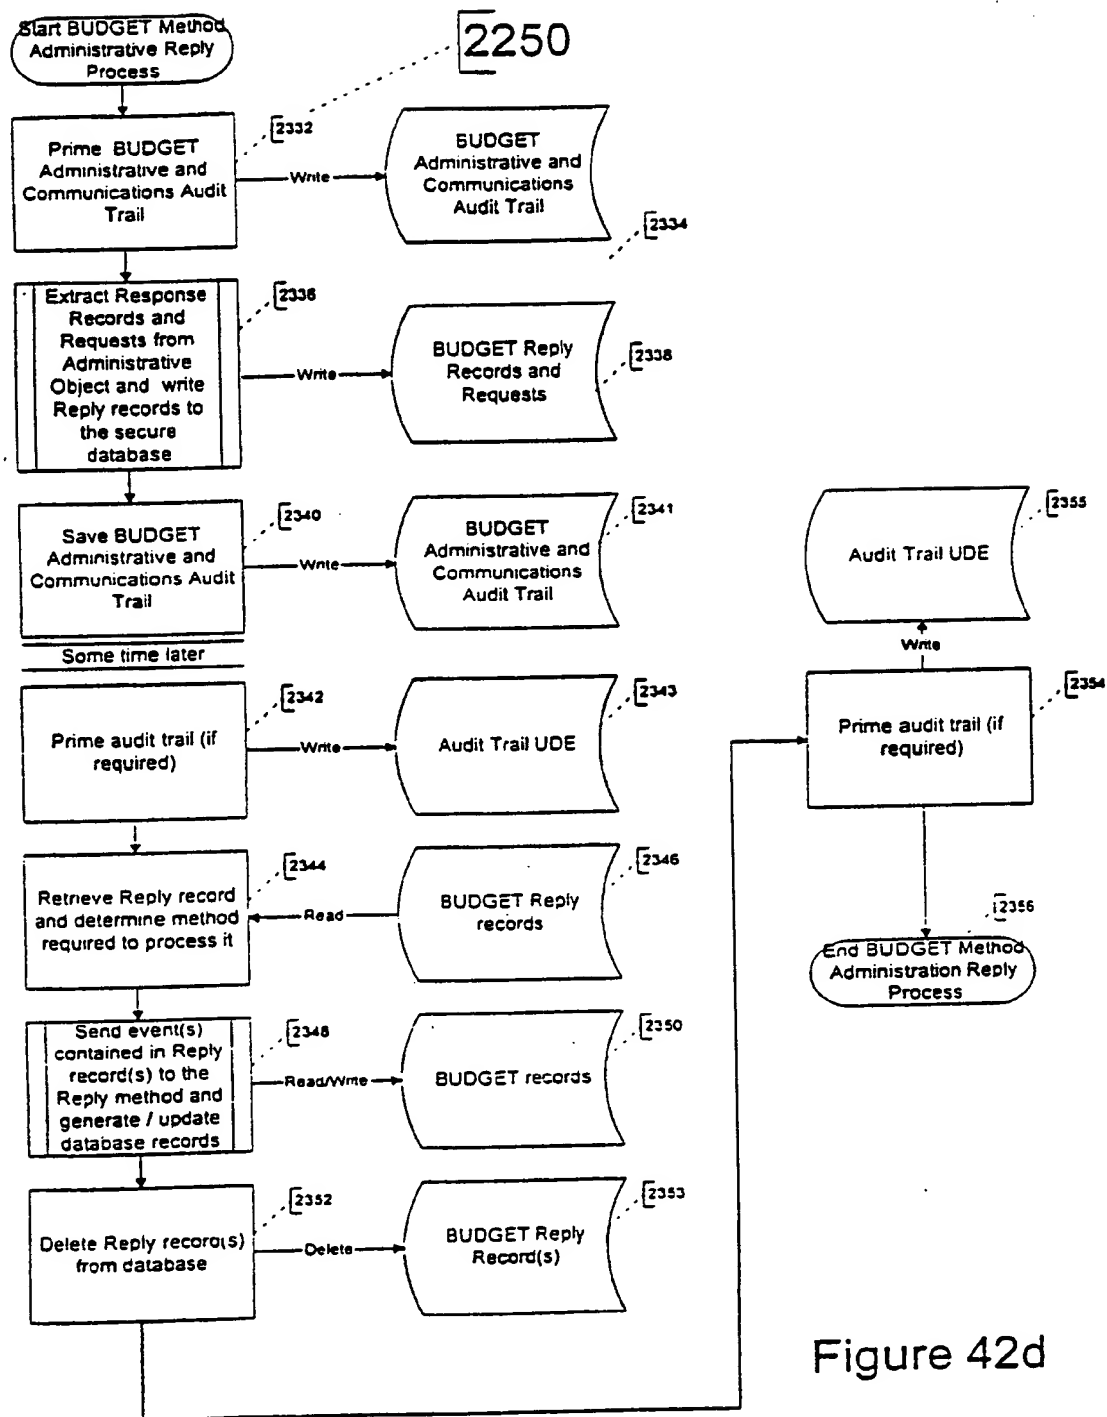 Start BUDGET Method
Administrative Reply
Process
2250
2332
Prime BUDGET
Administrative and
Communications Audit
Trail
Write
BUDGET
Administrative and
Communications
Audit Trail
2334
2336
Extract Response
Records and
Requests from
Administrative
Object and write
Reply records to
the secure
database
Write
BUDGET Reply
Records and
Requests
2338
2340
Save BUDGET
Administrative and
Communications Audit
Trail
Write
BUDGET
Administrative and
Communications
Audit Trail
2341
Some time later
2342
Prime audit trail (if
required)
Write
Audit Trail UDE
2343
2344
Retrieve Reply record
and determine method
required to process it
Read
BUDGET Reply
records
2346
2348
Send event(s)
contained in Reply
record(s) to the
Reply method and
generate / update
database records
Read/Write
BUDGET records
2350
2352
Delete Reply record(s)
from database
Delete
BUDGET Reply
Record(s)
2353
2355
Audit Trail UDE
Write
2354
Prime audit trail (if
required)
2356
End BUDGET Method
Administration Reply
Process
Figure 42d